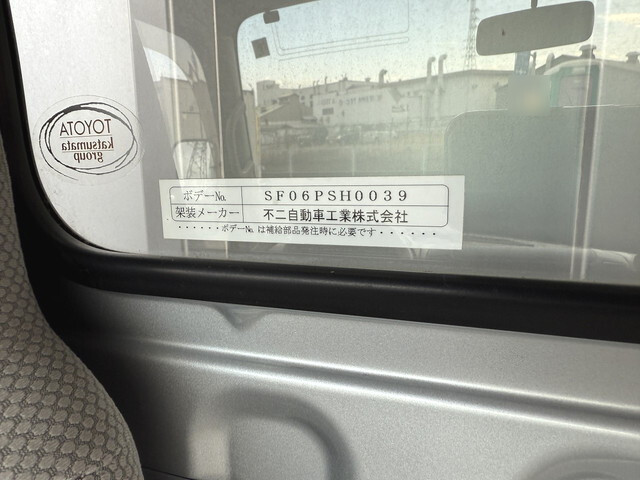 TOYOTA
katsumata
group
ボデーNo. SF06PSH0039
架装メーカー 不二自動車工業株式会社
・・・・・・ボデーNo.は補給部品発注時に必要です・・・・・・